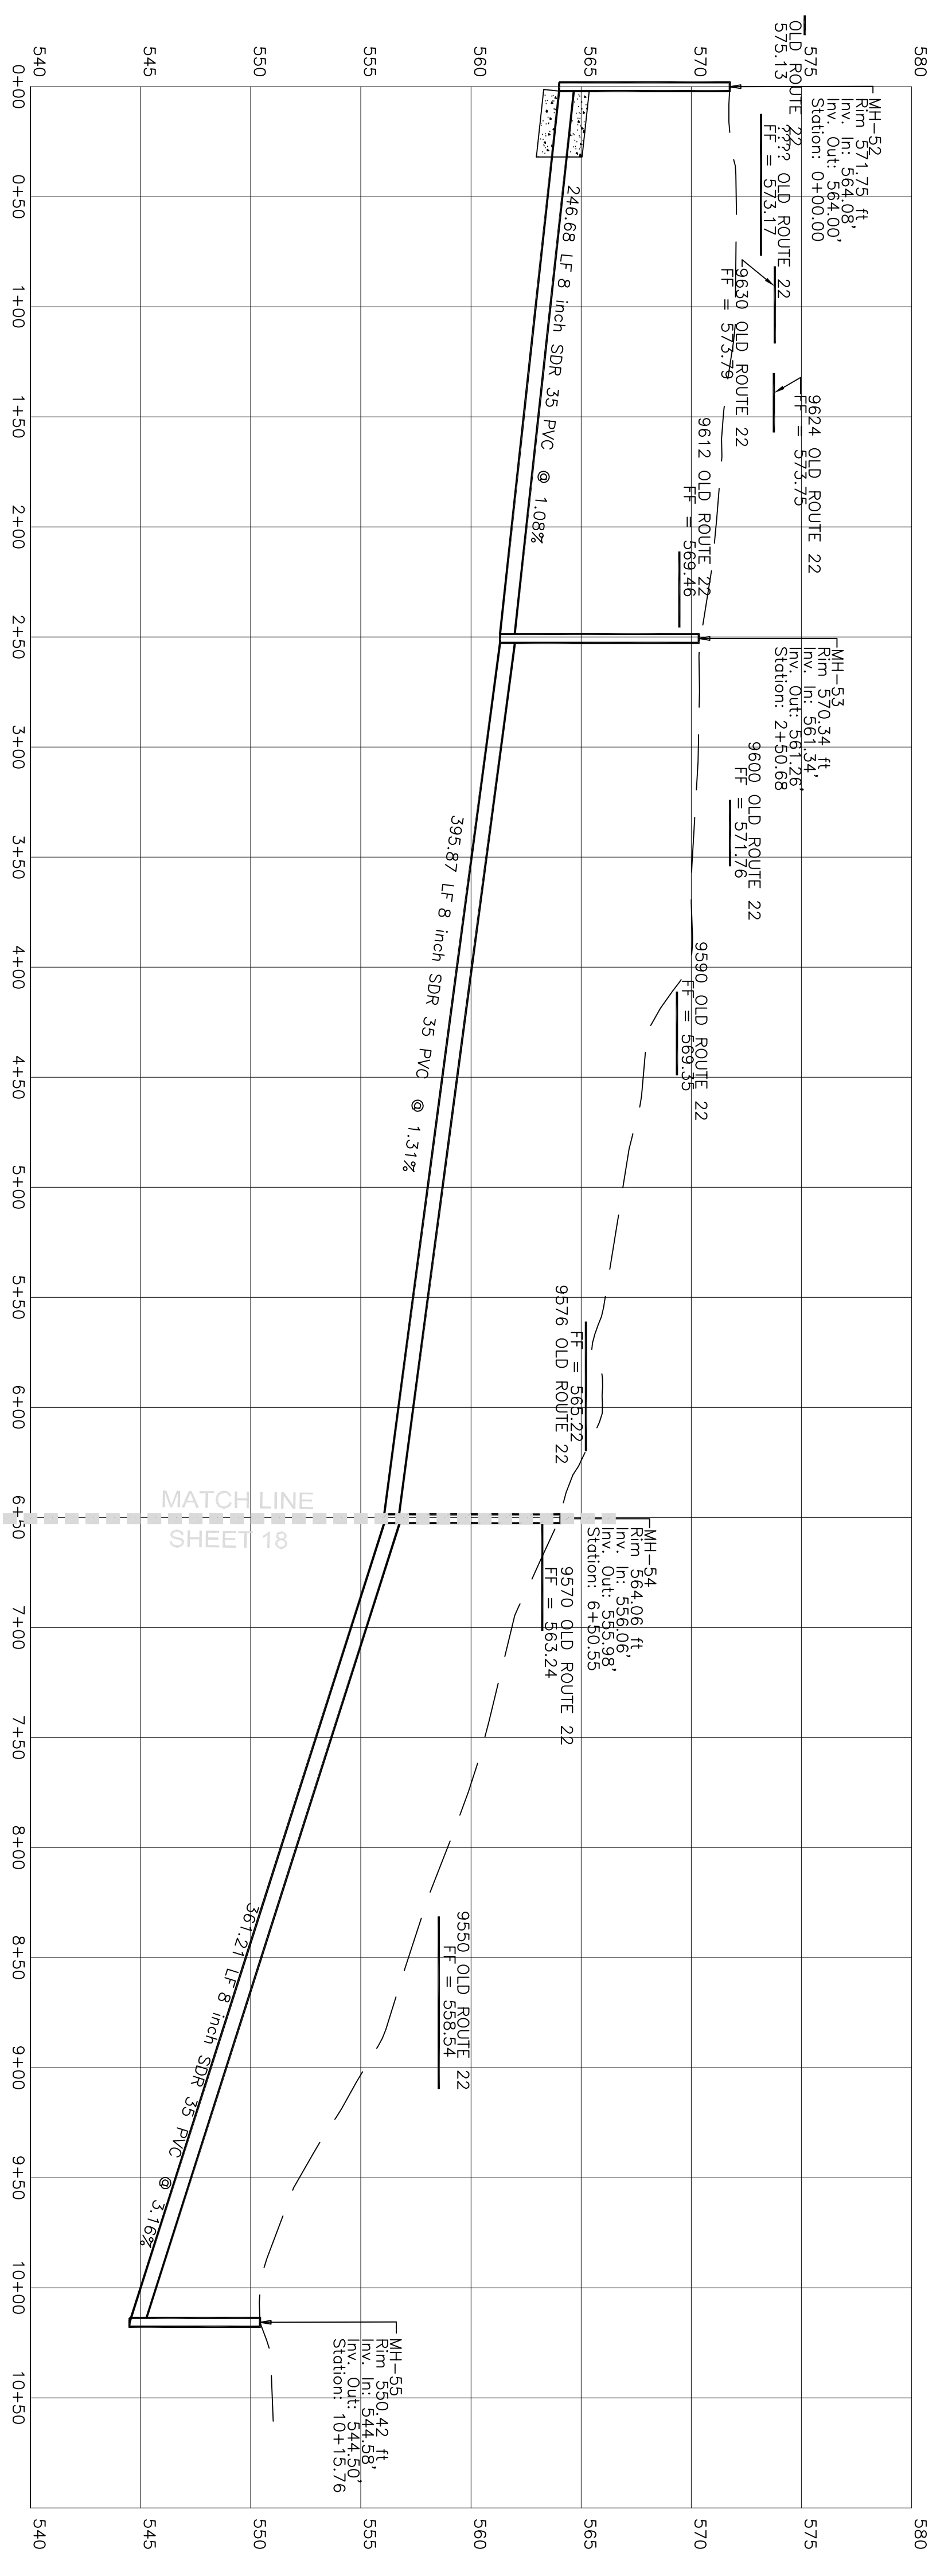 580
575
570
565
560
555
550
545
540
OLD ROUTE 22
575.13
MH-52
Rim 571.75 ft,
Inv. In: 564.08'
Inv. Out: 564.00'
Station: 0+00.00
???? OLD ROUTE 22
FF = 573.17
9630 OLD ROUTE 22
FF = 573.79
9624 OLD ROUTE 22
FF = 573.75
9612 OLD ROUTE 22
FF = 569.46
MH-53
Rim 570.34 ft,
Inv. In: 561.34'
Inv. Out: 561.26'
Station: 2+50.68
9600 OLD ROUTE 22
FF = 571.76
9590 OLD ROUTE 22
FF = 569.35
FF = 565.22
9576 OLD ROUTE 22
MH-54
Rim 564.06 ft,
Inv. In: 556.06'
Inv. Out: 555.98'
Station: 6+50.55
9570 OLD ROUTE 22
FF = 563.24
9550 OLD ROUTE 22
FF = 558.54
MH-55
Rim 550.42 ft,
Inv. In: 544.58'
Inv. Out: 544.50'
Station: 10+15.76
246.68 LF 8 inch SDR 35 PVC @ 1.08%
395.87 LF 8 inch SDR 35 PVC @ 1.31%
361.21 LF 8 inch SDR 35 PVC @ 3.16%
MATCH LINE
SHEET 18
0+00
0+50
1+00
1+50
2+00
2+50
3+00
3+50
4+00
4+50
5+00
5+50
6+00
6+50
7+00
7+50
8+00
8+50
9+00
9+50
10+00
10+50
580
575
570
565
560
555
550
545
540